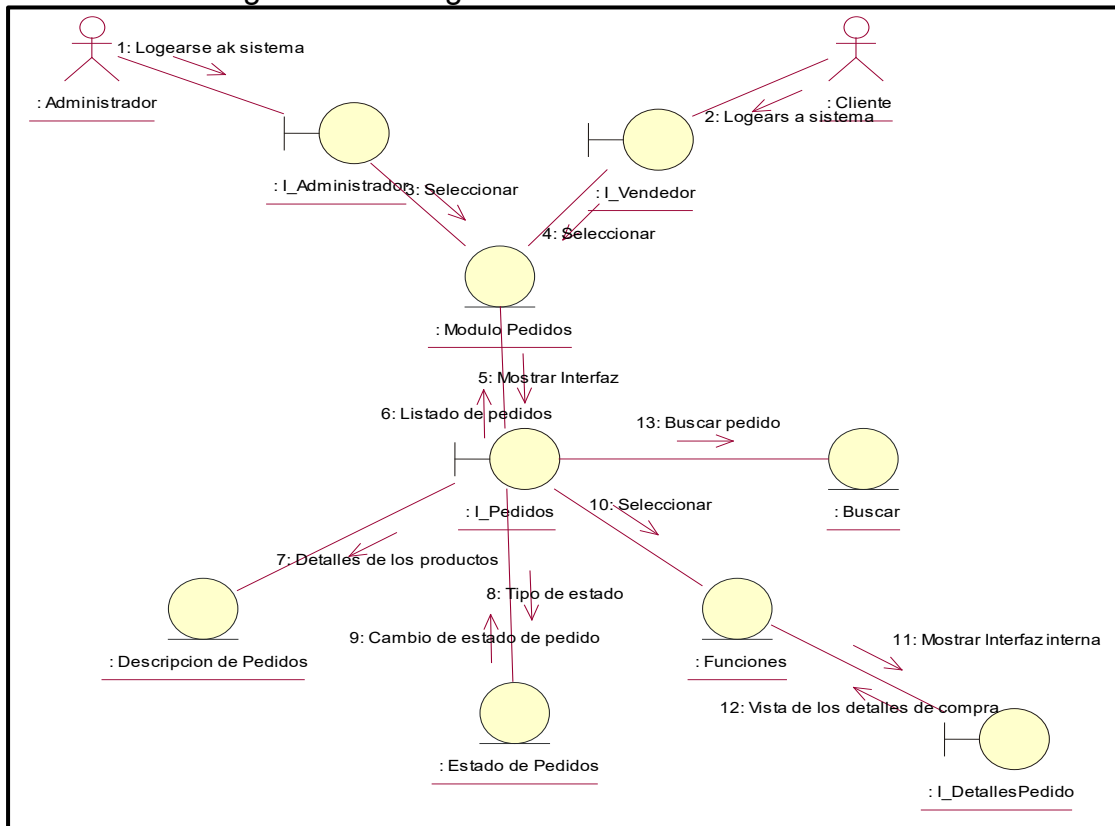 1: Logearse ak sistema
: Administrador
: Cliente
2: Logears a sistema
: I_Administrador
3: Seleccionar
: I_Vendedor
4: Seleccionar
: Modulo Pedidos
5: Mostrar Interfaz
6: Listado de pedidos
13: Buscar pedido
10: Seleccionar
: I_Pedidos
: Buscar
7: Detalles de los productos
8: Tipo de estado
9: Cambio de estado de pedido
11: Mostrar Interfaz interna
: Descripcion de Pedidos
: Funciones
12: Vista de los detalles de compra
: Estado de Pedidos
: I_DetallesPedido